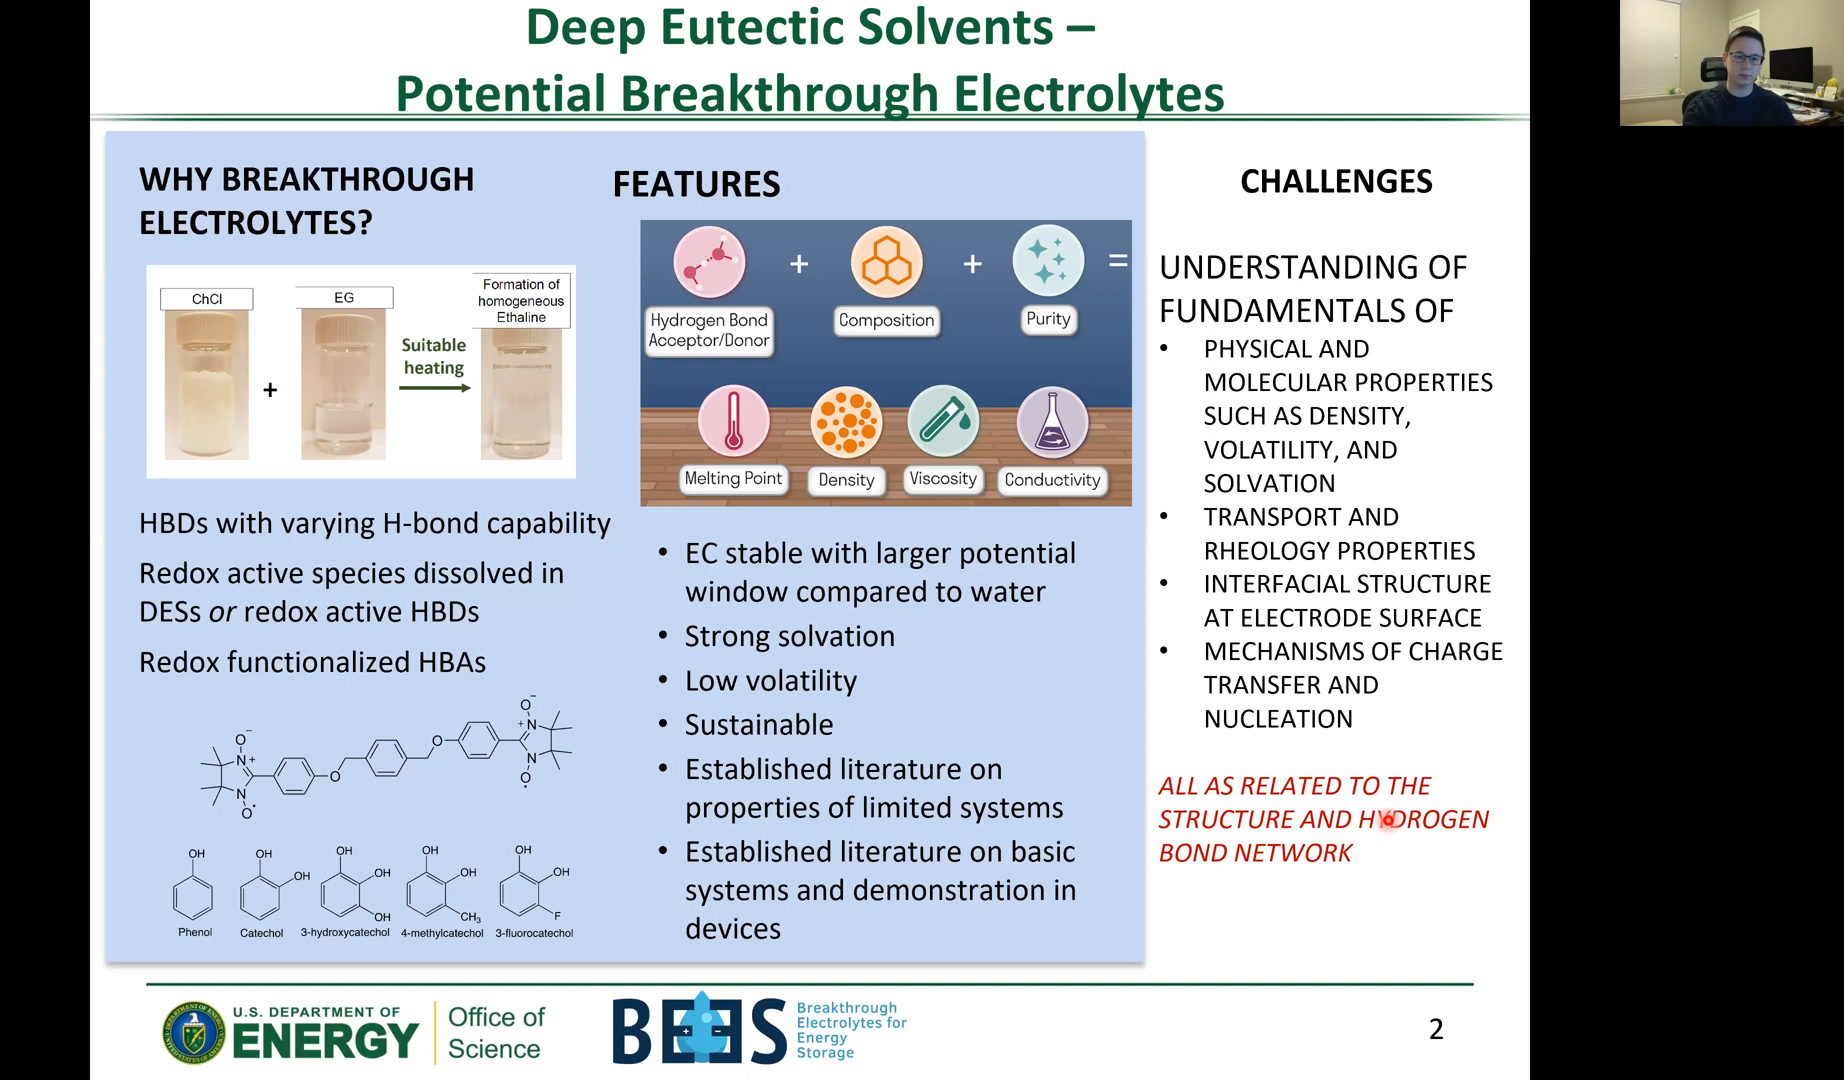 Deep Eutectic Solvents –
Potential Breakthrough Electrolytes
WHY BREAKTHROUGH
ELECTROLYTES?
ChCl
EG
Formation of
homogeneous
Ethaline
+
Suitable
heating
HBDs with varying H-bond capability
Redox active species dissolved in
DESs or redox active HBDs
Redox functionalized HBAs
O−
N+
N
O·
O
O
O−
+N
N
O·
OH
OH
OH
OH
OH
OH
OH
CH3
OH
OH
F
Phenol
Catechol
3-hydroxycatechol
4-methylcatechol
3-fluorocatechol
FEATURES
+
+
=
Hydrogen Bond
Acceptor/Donor
Composition
Purity
Melting Point
Density
Viscosity
Conductivity
• EC stable with larger potential
window compared to water
• Strong solvation
• Low volatility
• Sustainable
• Established literature on
properties of limited systems
• Established literature on basic
systems and demonstration in
devices
CHALLENGES
UNDERSTANDING OF
FUNDAMENTALS OF
• PHYSICAL AND
MOLECULAR PROPERTIES
SUCH AS DENSITY,
VOLATILITY, AND
SOLVATION
• TRANSPORT AND
RHEOLOGY PROPERTIES
• INTERFACIAL STRUCTURE
AT ELECTRODE SURFACE
• MECHANISMS OF CHARGE
TRANSFER AND
NUCLEATION
ALL AS RELATED TO THE
STRUCTURE AND HYDROGEN
BOND NETWORK
U.S. DEPARTMENT OF
ENERGY
Office of
Science
BEES
Breakthrough
Electrolytes for
Energy
Storage
2